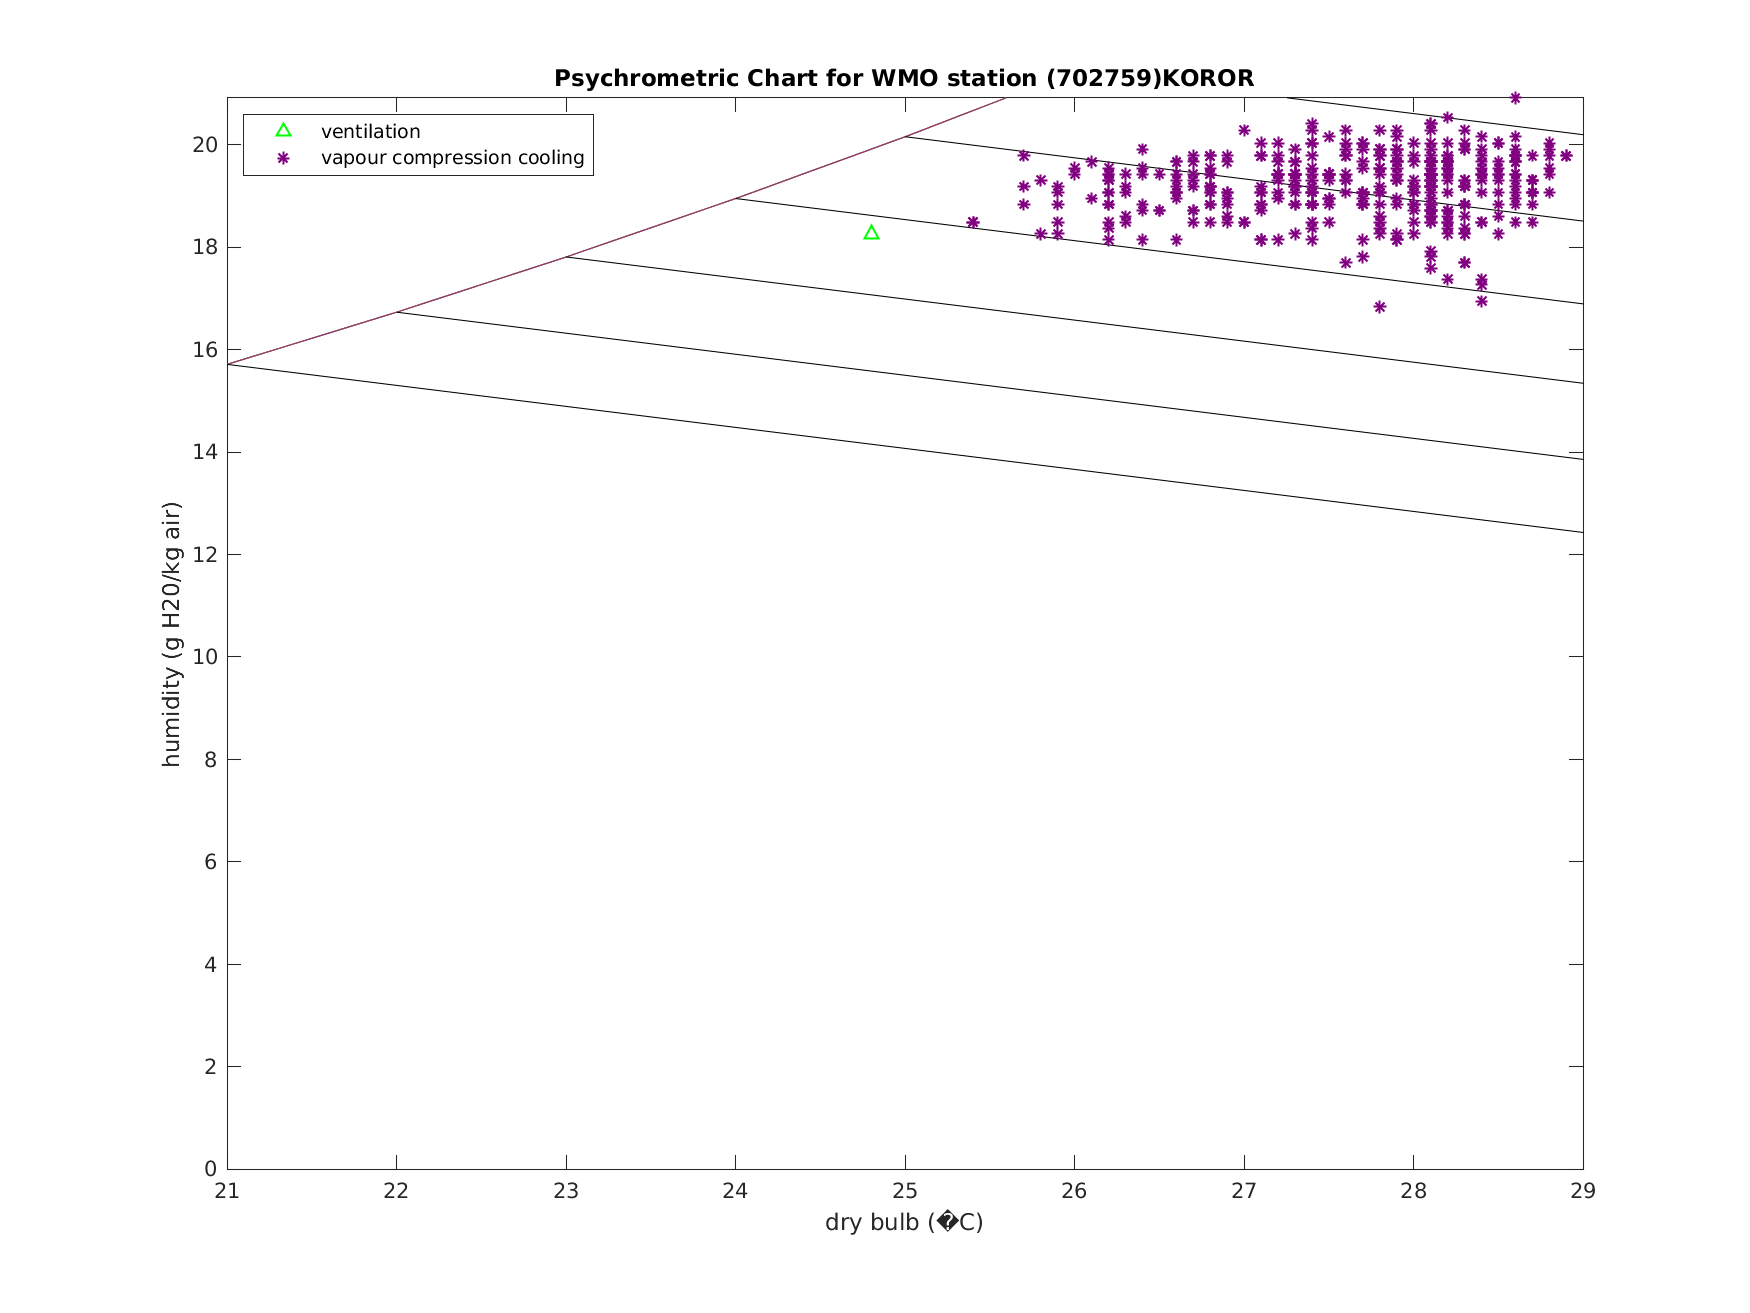 Psychrometric Chart for WMO station (702759)KOROR
ventilation
vapour compression cooling
humidity (g H20/kg air)
20
18
16
14
12
10
8
6
4
2
0
21 22 23 24 25 26 27 28 29
dry bulb (�C)